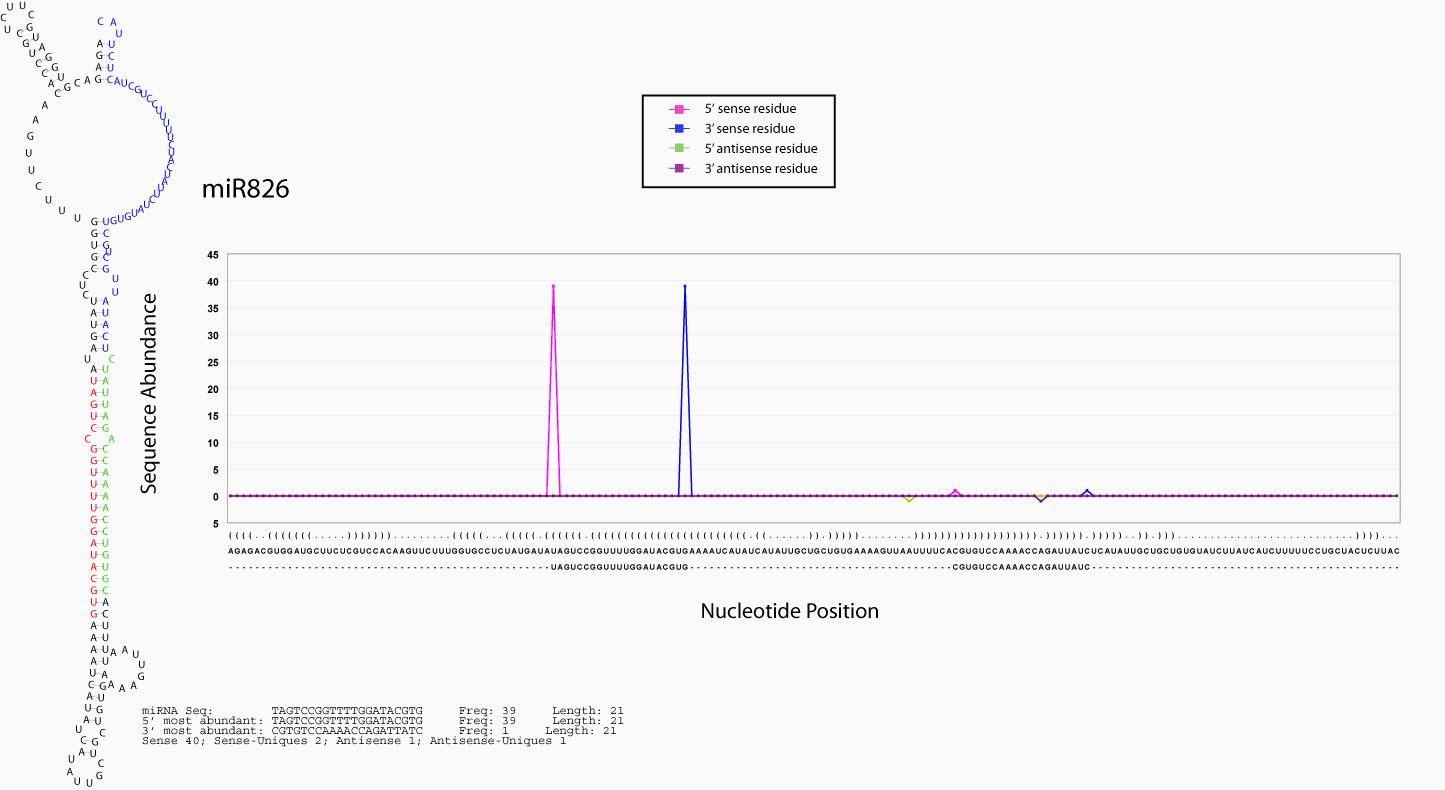 5' sense residue
3' sense residue
5' antisense residue
3' antisense residue
miR826
Sequence Abundance
45
40
35
30
25
20
15
10
5
0
5
AGAGACGUGGAUGCUUCUCGUCCACAAGUUCUUUGGUGCCUCUAUGAUAUAGUCCGGUUUUGGAUACGUGAAAAUCAUAUCAUAUUGCUGCUGUGAAAAGUUAAUUUUCACGUGUCCAAAACCAGAUUAUCUCAUAUUGCUGCUGUGUAUCUUAUCAUCUUUUUCCUGCUACUCUUAC
UAGUCCGGUUUUGGAUACGUG CGUGUCCAAAACCAGAUUAUC
Nucleotide Position
miRNA Seq: TAGTCCGGTTTTGGATACGTG Freq: 39 Length: 21
5' most abundant: TAGTCCGGTTTTGGATACGTG Freq: 39 Length: 21
3' most abundant: CGTGTCCAAAACCAGATTATC Freq: 1 Length: 21
Sense 40; Sense-Uniques 2; Antisense 1; Antisense-Uniques 1